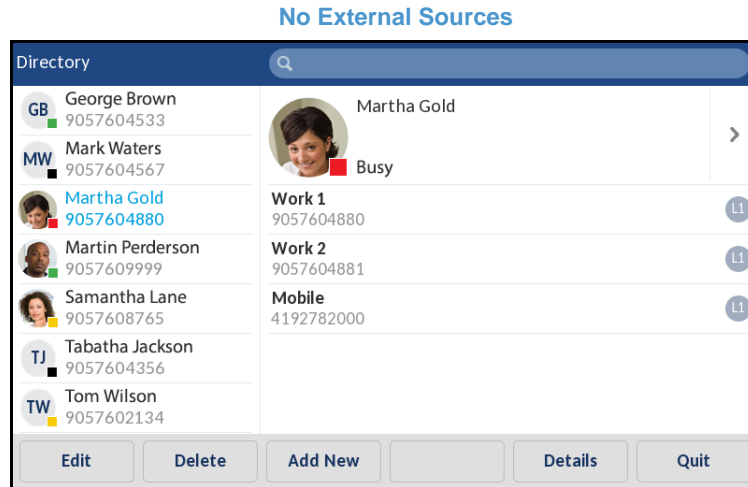 No External Sources
Directory
GB George Brown
9057604533
MW Mark Waters
9057604567
Martha Gold
9057604880
Martin Perderson
9057609999
Samantha Lane
9057608765
TJ Tabatha Jackson
9057604356
TW Tom Wilson
9057602134
Martha Gold
Busy
Work 1
9057604880 L1
Work 2
9057604881 L1
Mobile
4192782000 L1
Edit Delete Add New Details Quit